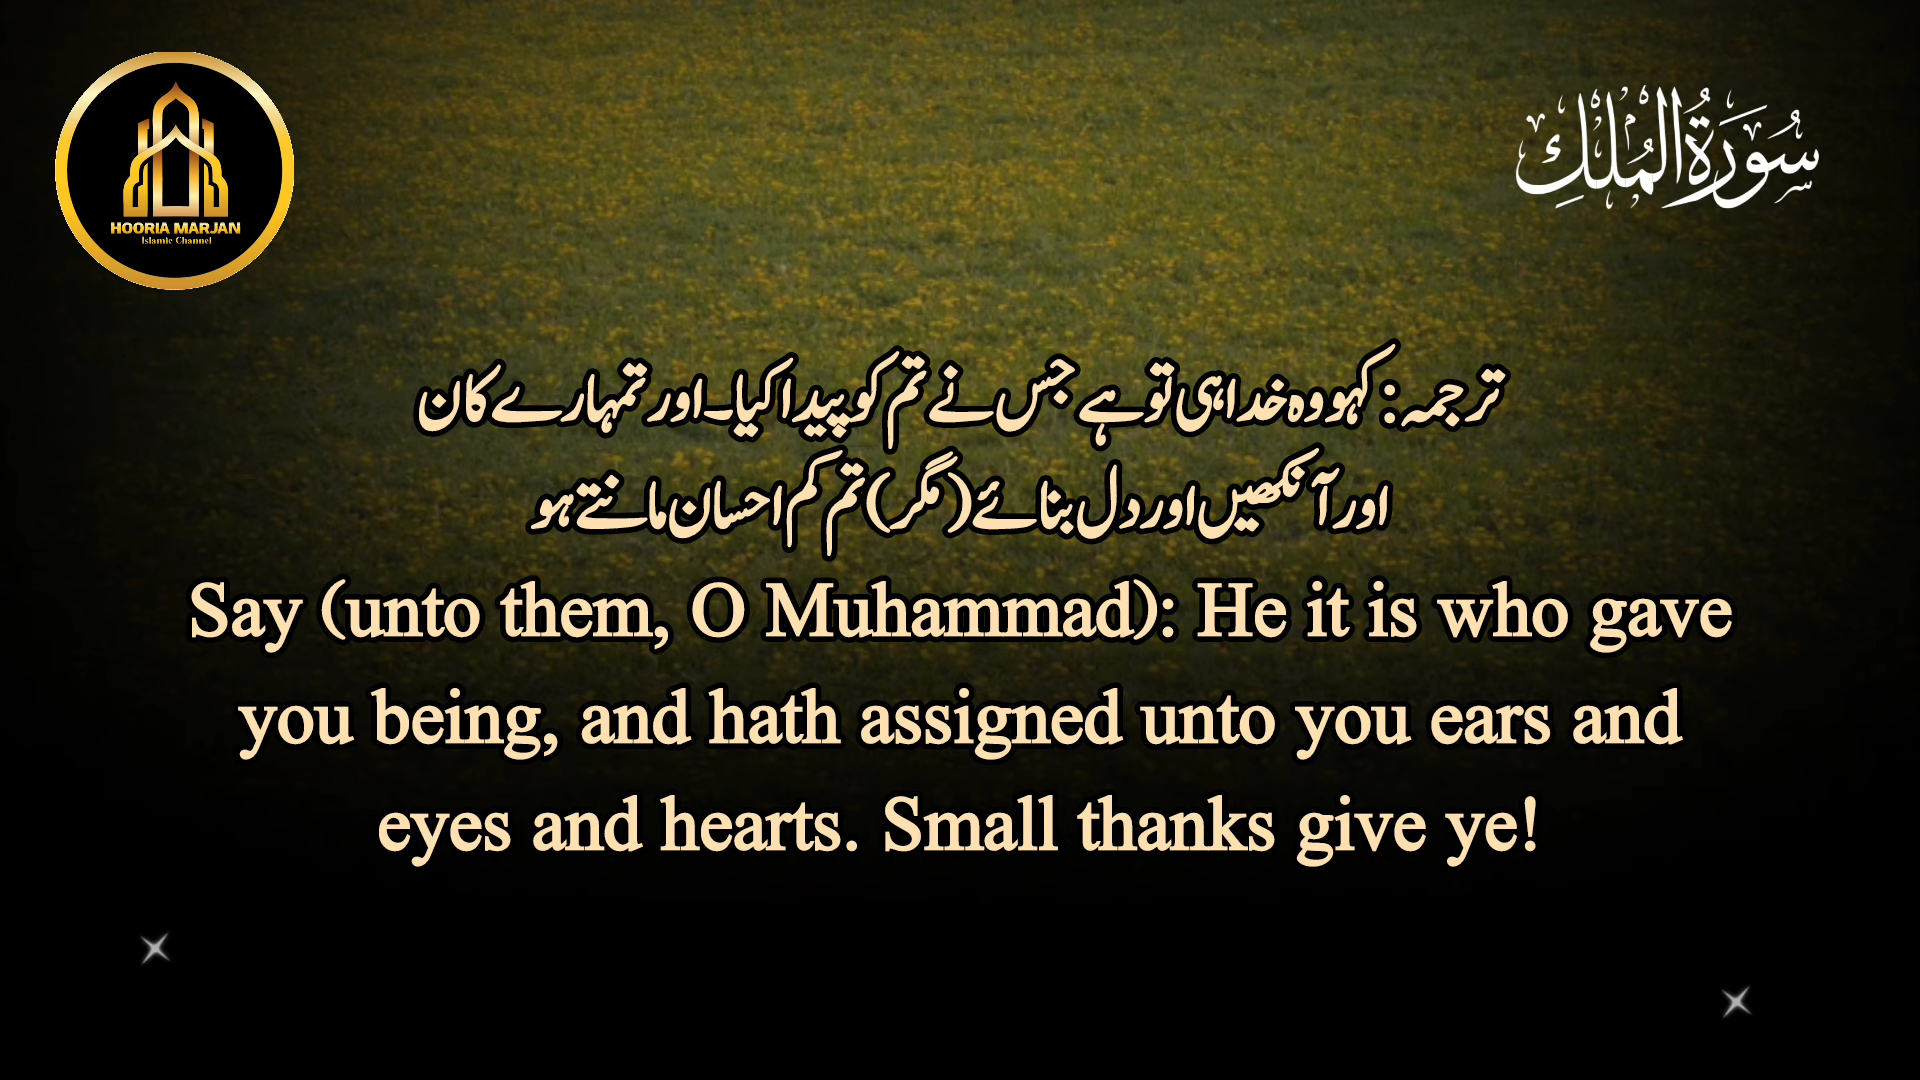 HOORIA MARJAN
Islamic Channel
سُورَةُ الْمُلْكِ
ترجمہ: کہو وہ خدا ہی تو ہے جس نے تم کو پیدا کیا۔ اور تمہارے کان
اور آنکھیں اور دل بنائے (مگر) تم کم احسان مانتے ہو
Say (unto them, O Muhammad): He it is who gave
you being, and hath assigned unto you ears and
eyes and hearts. Small thanks give ye!